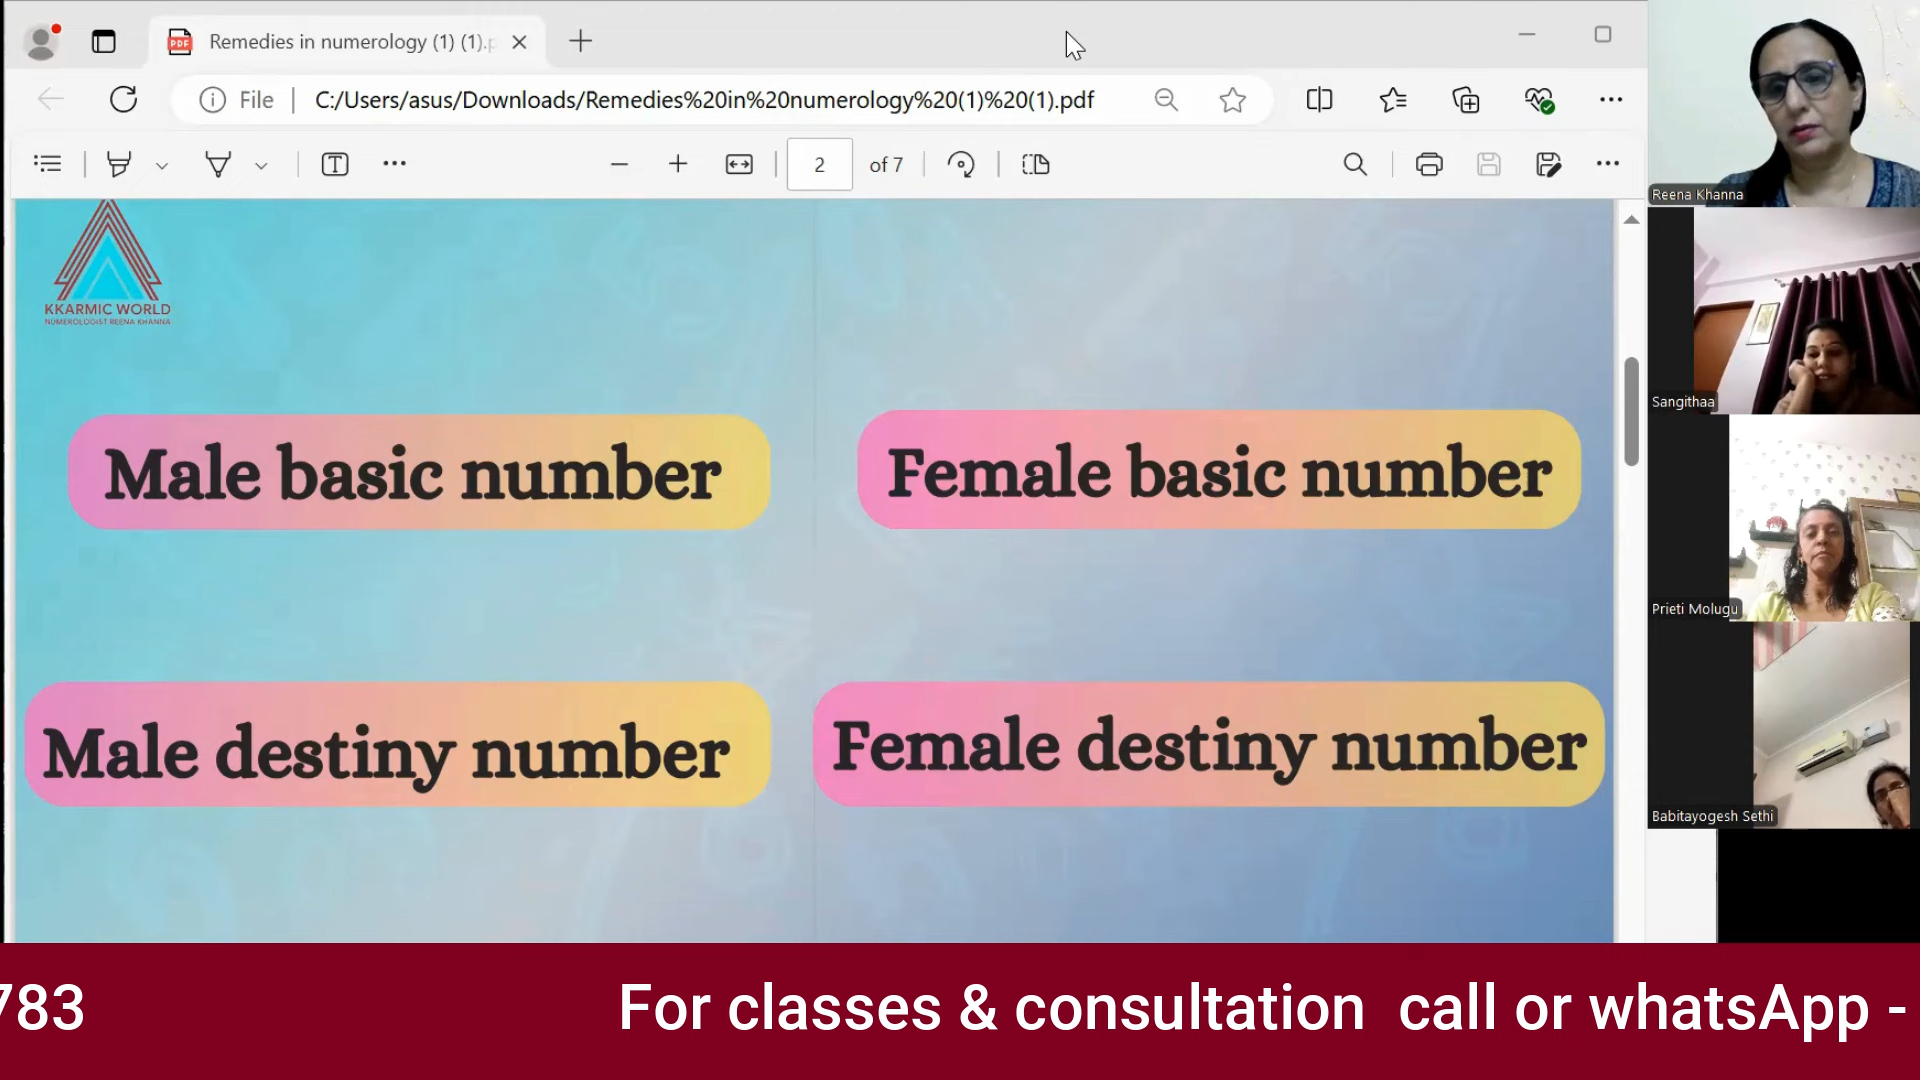 Remedies in numerology (1) (1).p
File
C:/Users/asus/Downloads/Remedies%20in%20numerology%20(1)%20(1).pdf
2 of 7
KKARMIC WORLD
NUMEROLOGIST REENA KHANNA
Male basic number
Female basic number
Male destiny number
Female destiny number
Reena Khanna
Sangithaa
Prieti Molugu
Babitayogesh Sethi
783 For classes & consultation call or whatsApp -